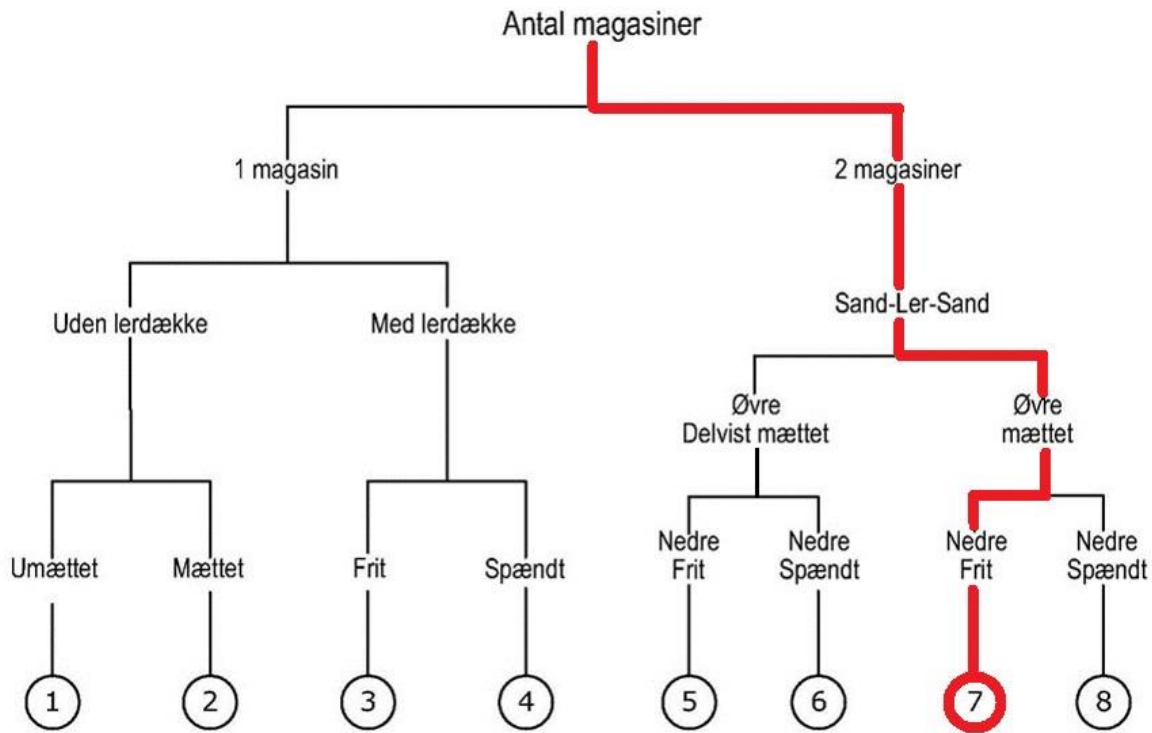 Antal magasiner
1 magasin
2 magasiner
Sand-Ler-Sand
Uden lerdække
Med lerdække
Øvre
Delvist mættet
Øvre
mættet
Umættet
Mættet
Frit
Spændt
Nedre
Frit
Nedre
Spændt
Nedre
Frit
Nedre
Spændt
1
2
3
4
5
6
7
8